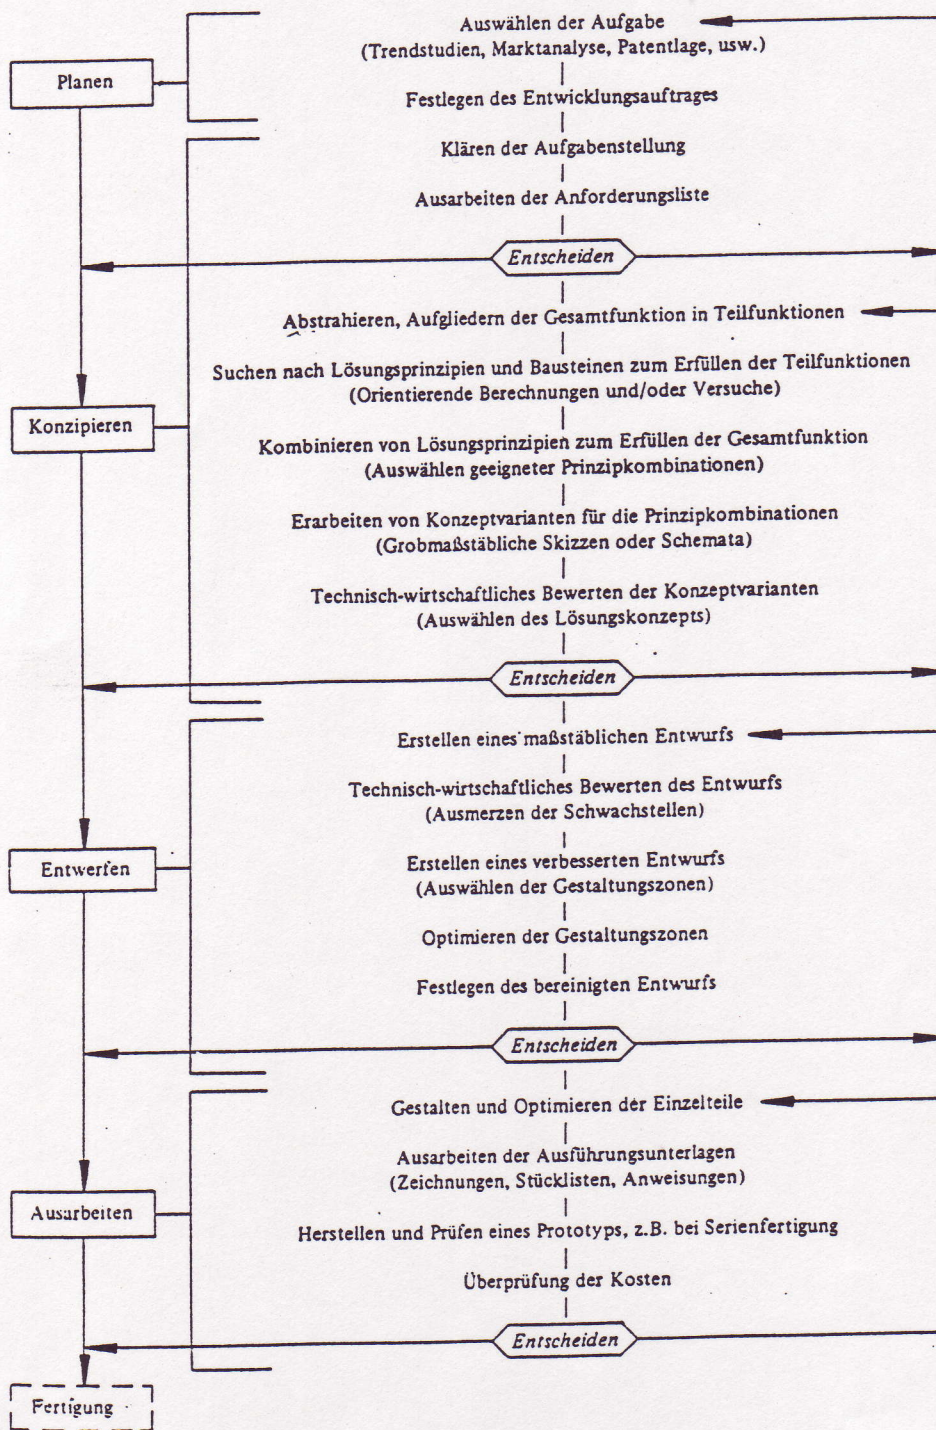 Auswählen der Aufgabe
(Trendstudien, Marktanalyse, Patentlage, usw.)
Planen
Festlegen des Entwicklungsauftrages
Klären der Aufgabenstellung
Ausarbeiten der Anforderungsliste
Entscheiden
Abstrahieren, Aufgliedern der Gesamtfunktion in Teilfunktionen
Suchen nach Lösungsprinzipien und Bausteinen zum Erfüllen der Teilfunktionen
(Orientierende Berechnungen und/oder Versuche)
Konzipieren
Kombinieren von Lösungsprinzipien zum Erfüllen der Gesamtfunktion
(Auswählen geeigneter Prinzipkombinationen)
Erarbeiten von Konzeptvarianten für die Prinzipkombinationen
(Grobmaßstäbliche Skizzen oder Schemata)
Technisch-wirtschaftliches Bewerten der Konzeptvarianten
(Auswählen des Lösungskonzepts)
Entscheiden
Erstellen eines maßstäblichen Entwurfs
Technisch-wirtschaftliches Bewerten des Entwurfs
(Ausmerzen der Schwachstellen)
Entwerfen
Erstellen eines verbesserten Entwurfs
(Auswählen der Gestaltungszonen)
Optimieren der Gestaltungszonen
Festlegen des bereinigten Entwurfs
Entscheiden
Gestalten und Optimieren der Einzelteile
Ausarbeiten der Ausführungsunterlagen
(Zeichnungen, Stücklisten, Anweisungen)
Ausarbeiten
Herstellen und Prüfen eines Prototyps, z.B. bei Serienfertigung
Überprüfung der Kosten
Entscheiden
Fertigung